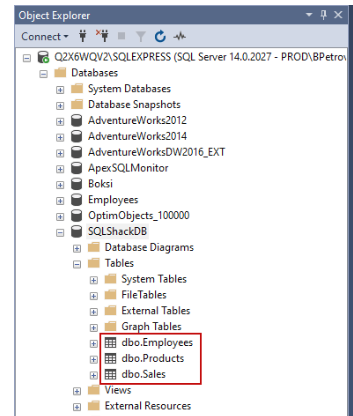 Object Explorer
Connect
Q2X6WQV2\SQLEXPRESS (SQL Server 14.0.2027 - PROD\BPetrov
Databases
System Databases
Database Snapshots
AdventureWorks2012
AdventureWorks2014
AdventureWorksDW2016_EXT
ApexSQLMonitor
Boksi
Employees
OptimObjects_100000
SQLShackDB
Database Diagrams
Tables
System Tables
FileTables
External Tables
Graph Tables
dbo.Employees
dbo.Products
dbo.Sales
Views
External Resources